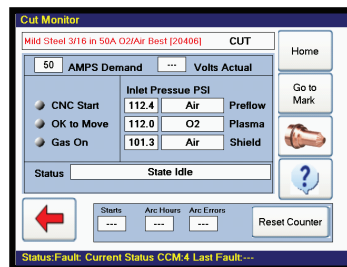 Cut Monitor
Mild Steel 3/16 in 50A O2/Air Best [20406] CUT
Home
50 AMPS Demand --- Volts Actual
Inlet Pressue PSI
Go to
Mark
CNC Start 112.4 Air Preflow
OK to Move 112.0 O2 Plasma
Gas On 101.3 Air Shield
Status State Idle
?
Starts Arc Hours Arc Errors
--- --- ---
Reset Counter
Status:Fault: Current Status CCM:4 Last Fault:---